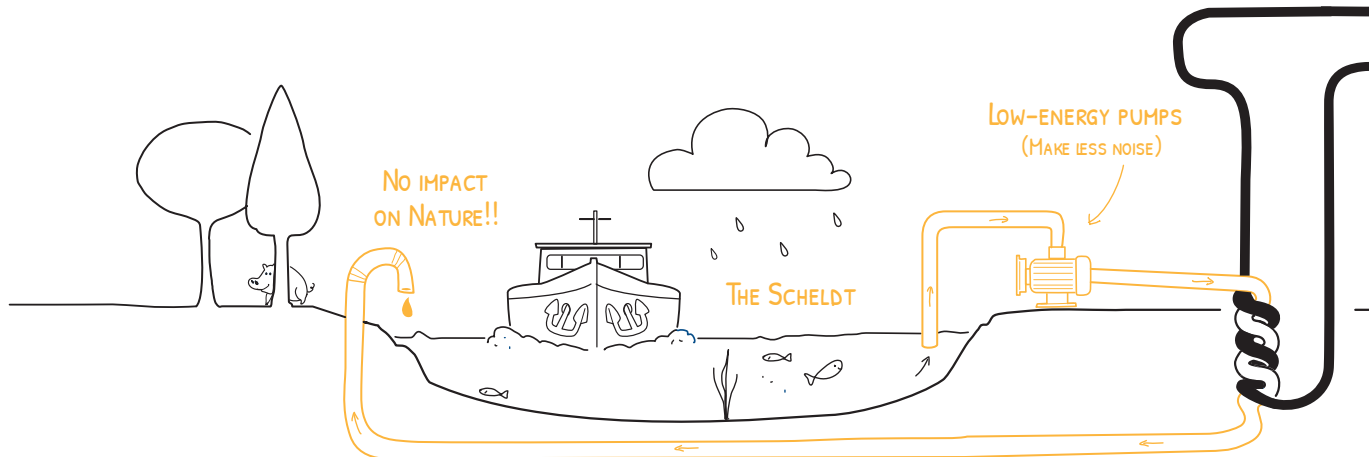 No impact
on Nature!!
The Scheldt
Low-energy pumps
(Make less noise)